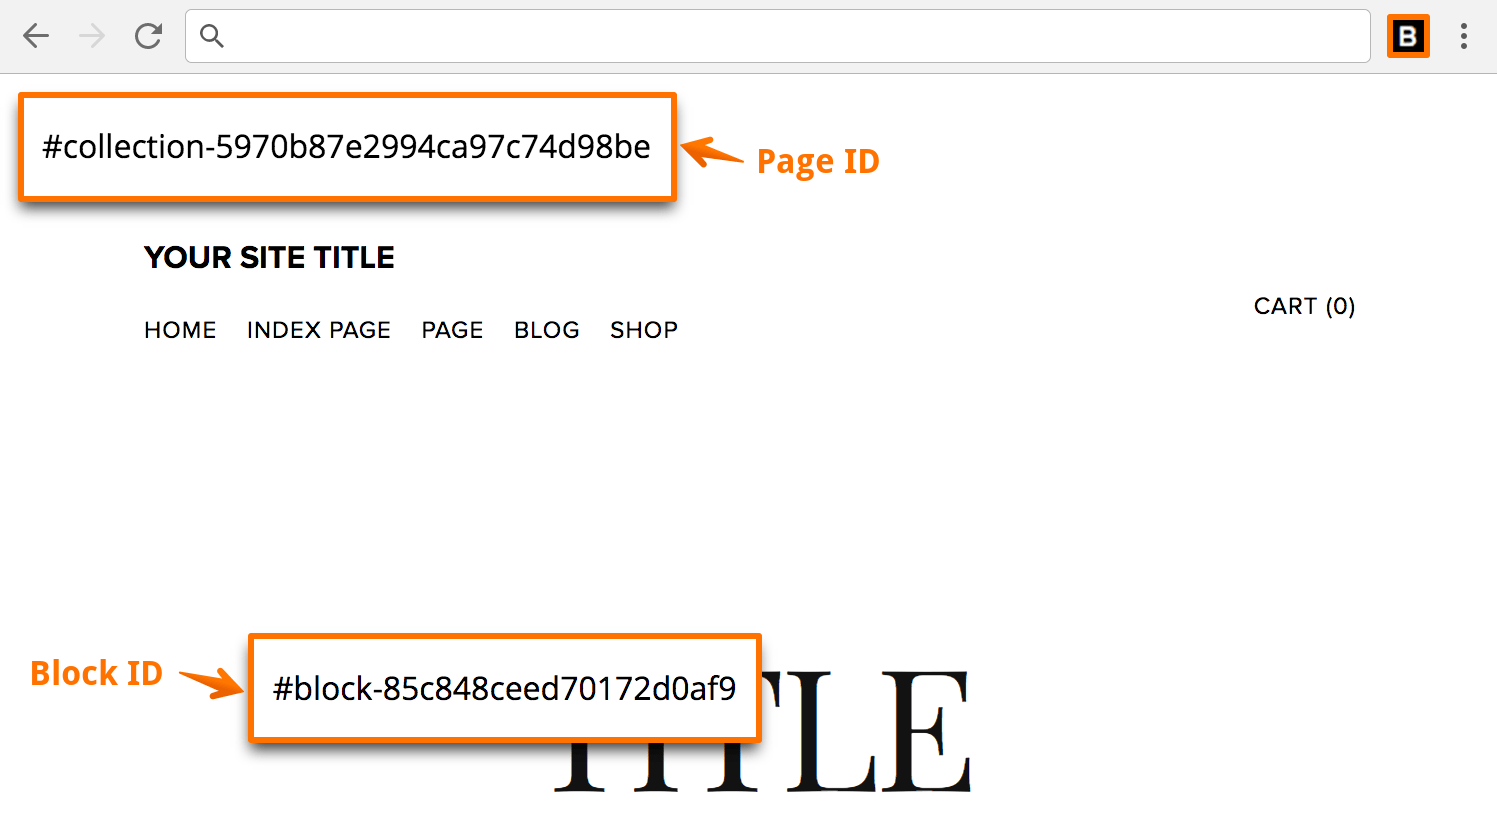 B
#collection-5970b87e2994ca97c74d98be
Page ID
YOUR SITE TITLE
CART (0)
HOME INDEX PAGE PAGE BLOG SHOP
Block ID
#block-85c848ceed70172d0af9
TITLE